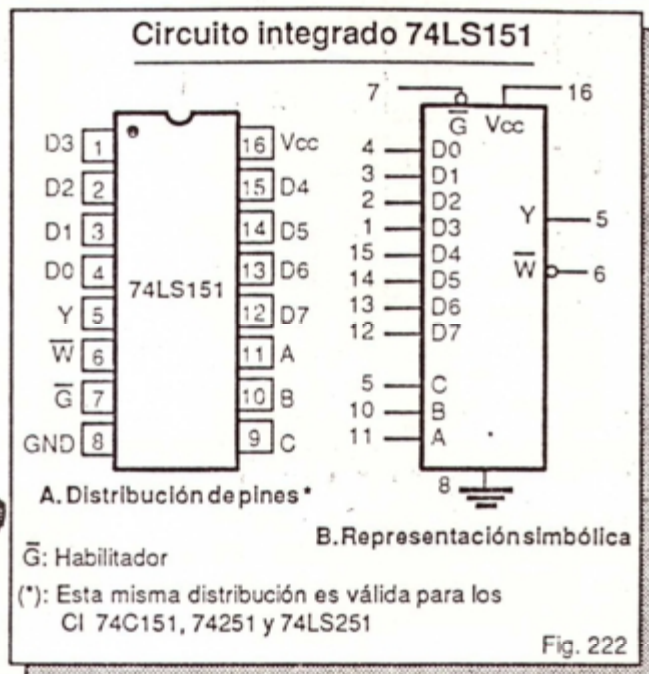 Circuito integrado 74LS151
D3 1
D2 2
D1 3
D0 4
Y 5
W̅ 6
G̅ 7
GND 8
74LS151
16 Vcc
15 D4
14 D5
13 D6
12 D7
11 A
10 B
9 C
A. Distribución de pines *
7
16
G̅ Vcc
4 D0
3 D1
2 D2
1 D3
15 D4
14 D5
13 D6
12 D7
5 C
10 B
11 A
Y 5
W̅ 6
8
B. Representación simbólica
G̅: Habilitador
(*): Esta misma distribución es válida para los
CI 74C151, 74251 y 74LS251
Fig. 222